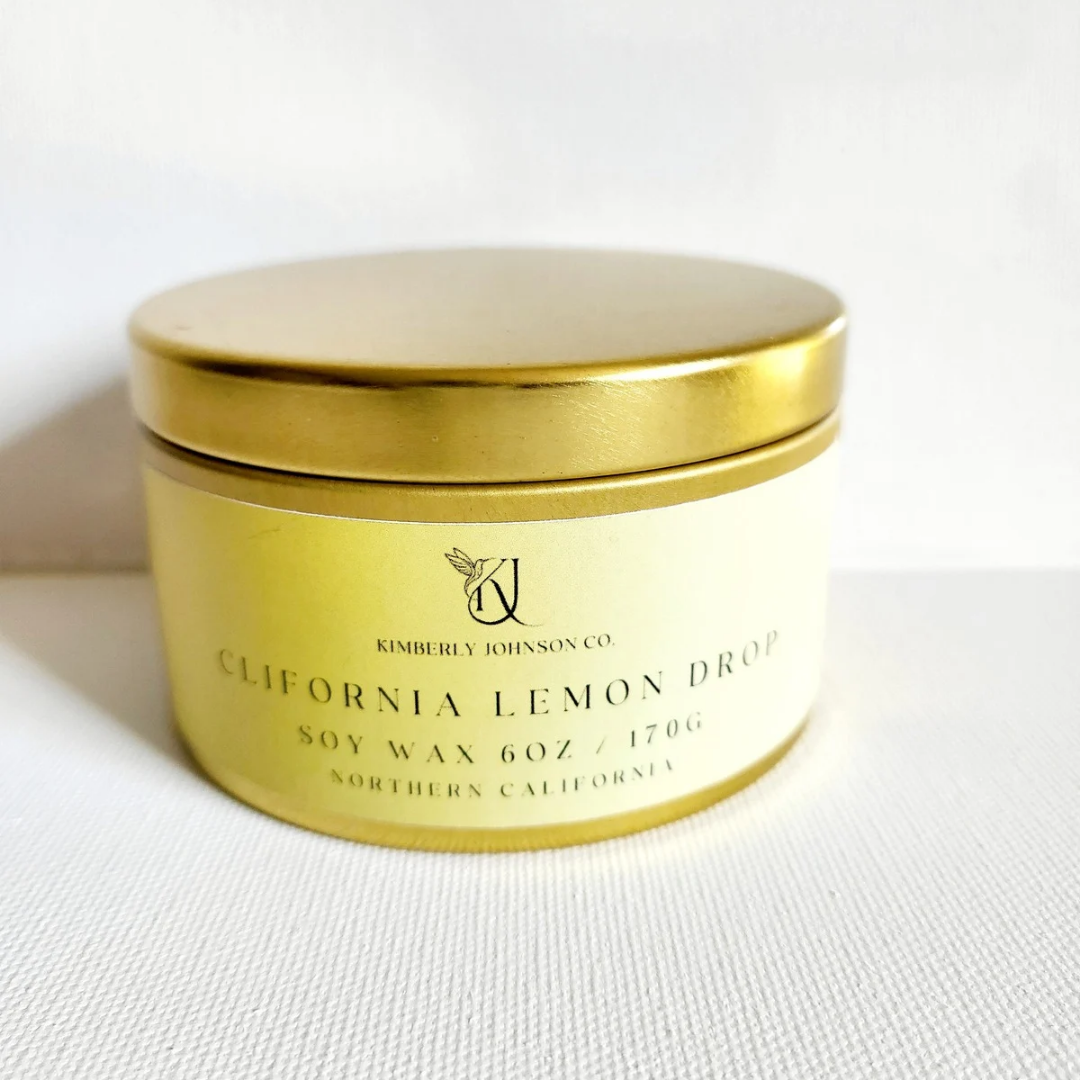 KJ
KIMBERLY JOHNSON CO.
CLIFORNIA LEMON DROP
SOY WAX 6OZ / 170G
NORTHERN CALIFORNIA